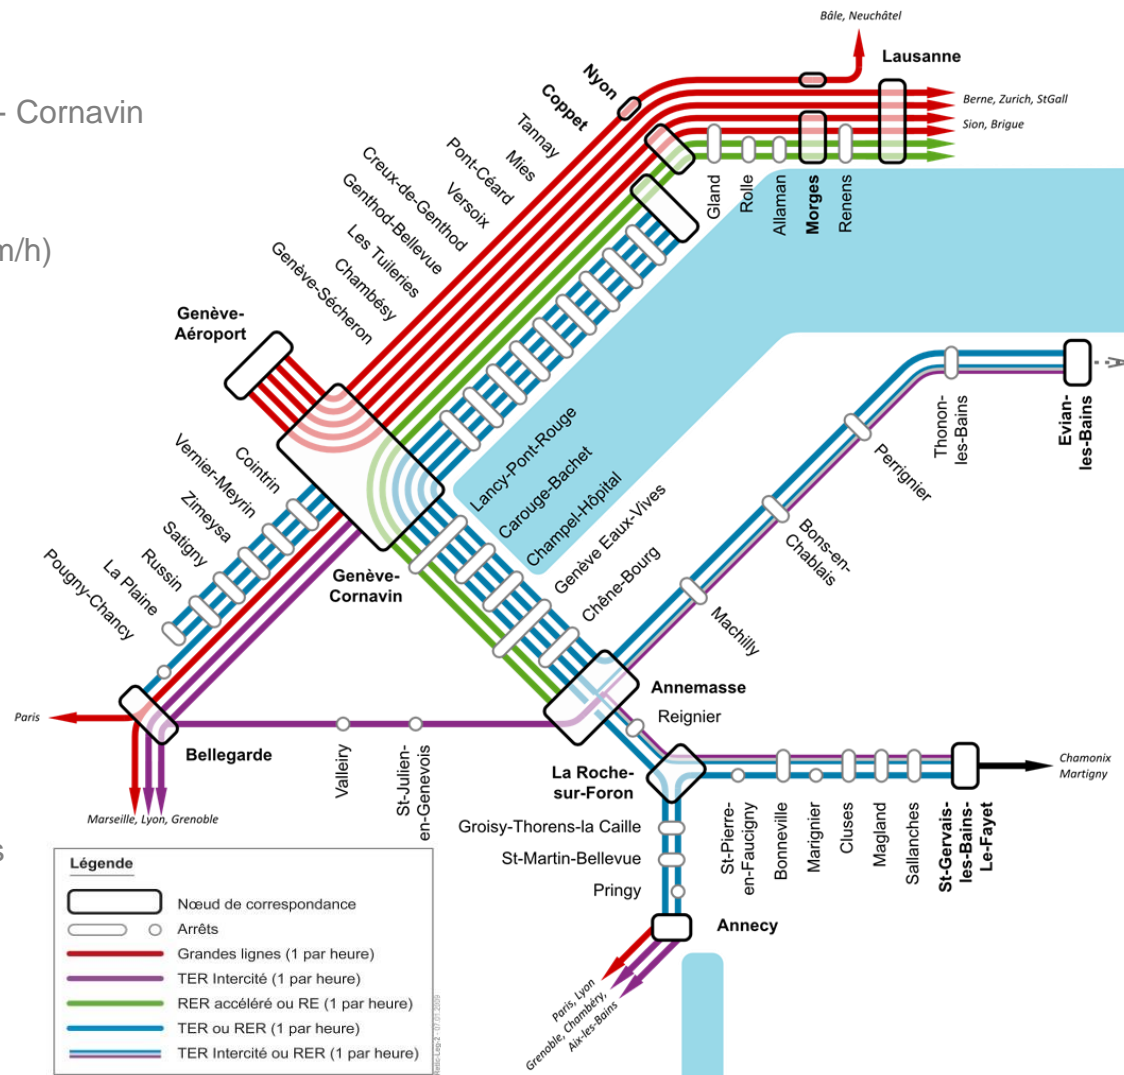 Bâle, Neuchâtel
Lausanne
- Cornavin
Nyon
Coppet
Berne, Zurich, StGall
Sion, Brigue
Tannay
Mies
Pont-Céard
Versoix
Creux-de-Genthod
Genthod-Bellevue
Les Tuileries
Chambésy
Genève-Sécheron
Gland
Rolle
Allaman
Morges
Renens
m/h)
Genève-
Aéroport
Thonon-
les-Bains
Evian-
les-Bains
Perrignier
Bons-en-
Chablais
Machilly
Lancy-Pont-Rouge
Carouge-Bachet
Champel-Hôpital
Genève Eaux-Vives
Chêne-Bourg
Cointrin
Vernier-Meyrin
Zimeysa
Satigny
Russin
La Plaine
Pougny-Chancy
Genève-
Cornavin
Annemasse
Reignier
Paris
Bellegarde
Valleiry
St-Julien-
en-Genevois
La Roche-
sur-Foron
Chamonix
Martigny
Marseille, Lyon, Grenoble
Groisy-Thorens-la Caille
St-Martin-Bellevue
Pringy
St-Pierre-
en-Faucigny
Bonneville
Marignier
Cluses
Magland
Sallanches
St-Gervais-
les-Bains-
Le-Fayet
s
Annecy
Paris, Lyon
Grenoble, Chambéry,
Aix-les-Bains
Légende
Nœud de correspondance
Arrêts
Grandes lignes (1 par heure)
TER Intercité (1 par heure)
RER accéléré ou RE (1 par heure)
TER ou RER (1 par heure)
TER Intercité ou RER (1 par heure)